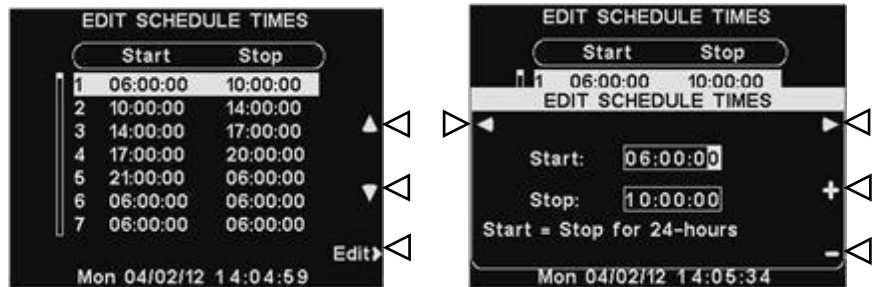 EDIT SCHEDULE TIMES
Start Stop
1 06:00:00 10:00:00
2 10:00:00 14:00:00
3 14:00:00 17:00:00
4 17:00:00 20:00:00
5 21:00:00 06:00:00
6 06:00:00 06:00:00
7 06:00:00 06:00:00
Edit
Mon 04/02/12 14:04:59
EDIT SCHEDULE TIMES
Start Stop
1 06:00:00 10:00:00
EDIT SCHEDULE TIMES
Start: 06:00:00
Stop: 10:00:00
+
Start = Stop for 24-hours
-
Mon 04/02/12 14:05:34